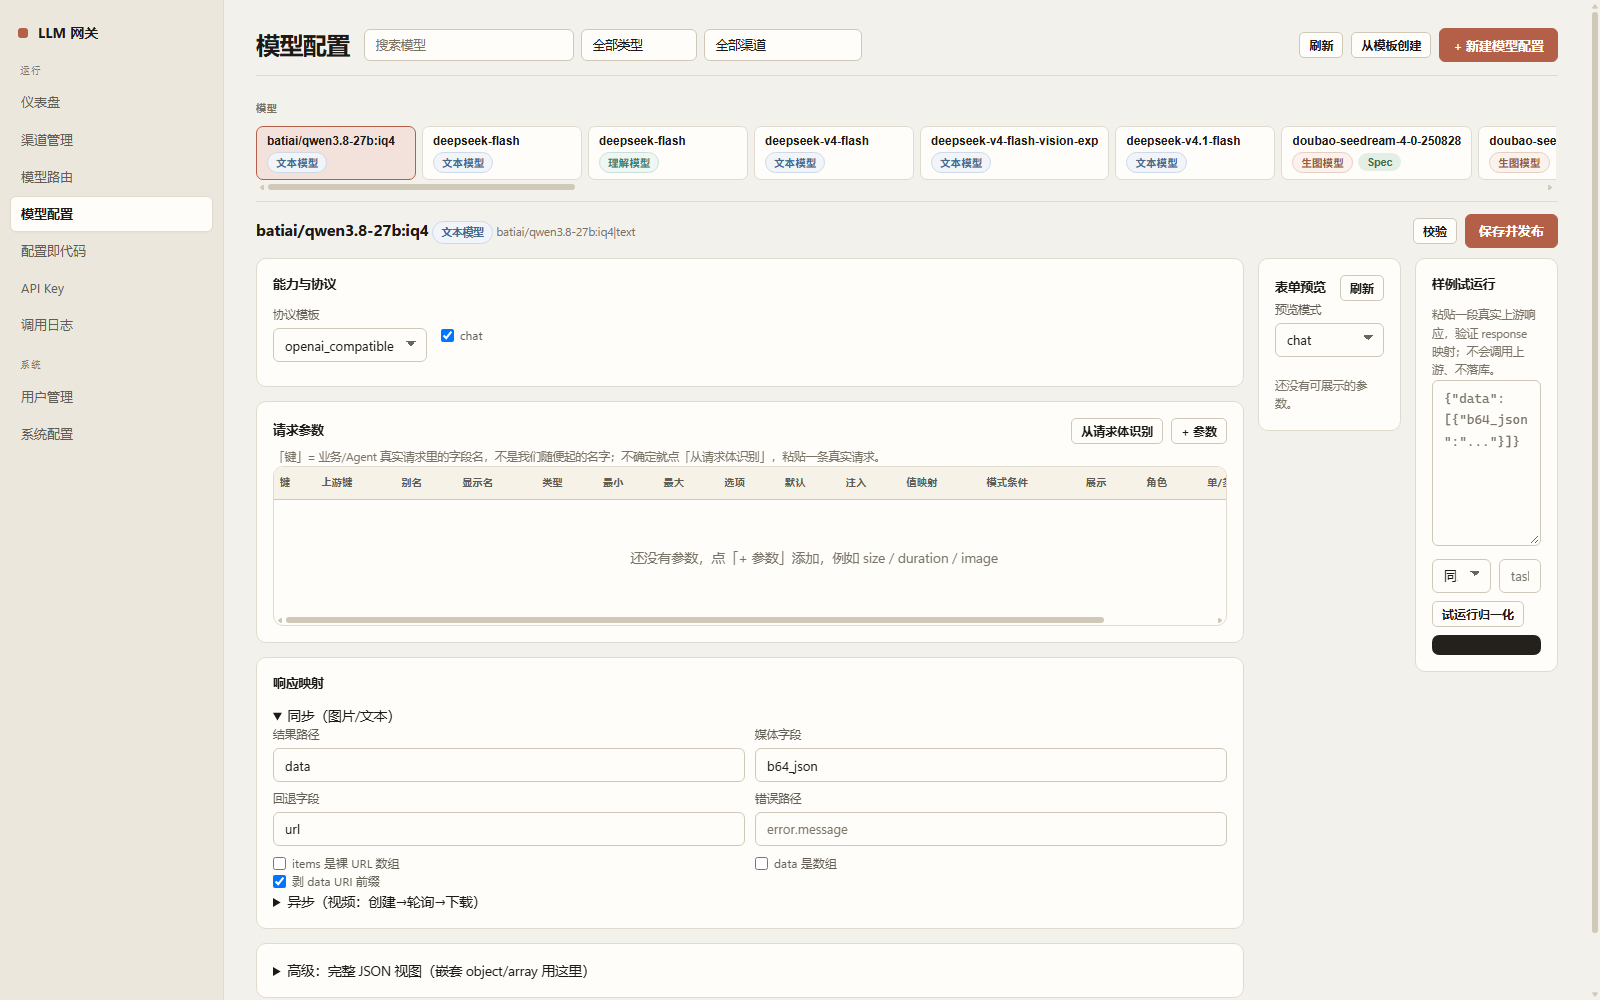 LLM 网关
运行
仪表盘
渠道管理
模型路由
模型配置
配置即代码
API Key
调用日志
系统
用户管理
系统配置
模型配置
搜索模型
全部类型
全部渠道
刷新
从模板创建
+ 新建模型配置
模型
batiai/qwen3.8-27b:iq4
文本模型
deepseek-flash
文本模型
deepseek-flash
理解模型
deepseek-v4-flash
文本模型
deepseek-v4-flash-vision-exp
文本模型
deepseek-v4.1-flash
文本模型
doubao-seedream-4-0-250828
生图模型 Spec
doubao-see
生图模型
batiai/qwen3.8-27b:iq4 文本模型 batiai/qwen3.8-27b:iq4|text
校验
保存并发布
能力与协议
协议模板
openai_compatible
chat
请求参数
从请求体识别
+ 参数
「键」= 业务/Agent 真实请求里的字段名，不是我们随便起的名字；不确定就点「从请求体识别」，粘贴一条真实请求。
键 上游键 别名 显示名 类型 最小 最大 选项 默认 注入 值映射 模式条件 展示 角色 单/
还没有参数，点「+ 参数」添加，例如 size / duration / image
响应映射
▼ 同步（图片/文本）
结果路径
data
媒体字段
b64_json
回退字段
url
错误路径
error.message
items 是裸 URL 数组
data 是数组
剥 data URI 前缀
▶ 异步（视频：创建→轮询→下载）
▶ 高级：完整 JSON 视图（嵌套 object/array 用这里）
表单预览
刷新
预览模式
chat
还没有可展示的参
数。
样例试运行
粘贴一段真实上游响
应，验证 response
映射；不会调用上
游、不落库。
{"data":
[{"b64_json
":"..."}]}
同
tas
试运行归一化